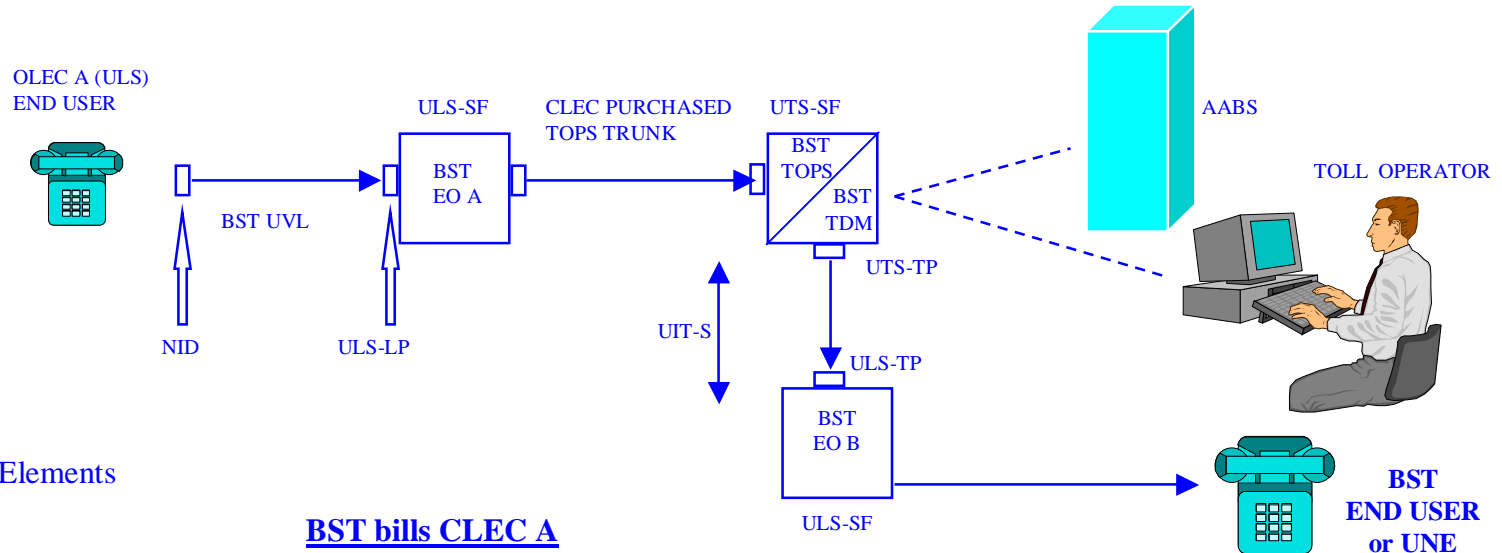 OLEC A (ULS)
END USER
ULS-SF
CLEC PURCHASED
TOPS TRUNK
UTS-SF
AABS
BST
TOPS
BST
TDM
BST
EO A
TOLL OPERATOR
BST UVL
UTS-TP
NID
ULS-LP
UIT-S
ULS-TP
BST
EO B
Elements
BST bills CLEC A
ULS-SF
BST
END USER
or UNE